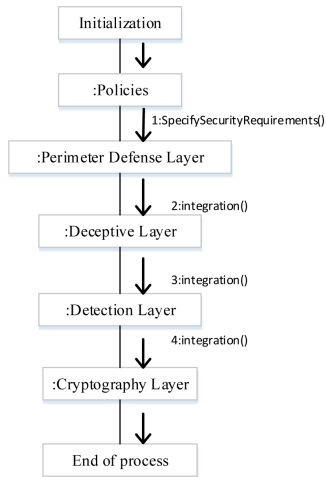 Initialization
:Policies
1:SpecifySecurityRequirements()
:Perimeter Defense Layer
2:integration()
:Deceptive Layer
3:integration()
:Detection Layer
4:integration()
:Cryptography Layer
End of process